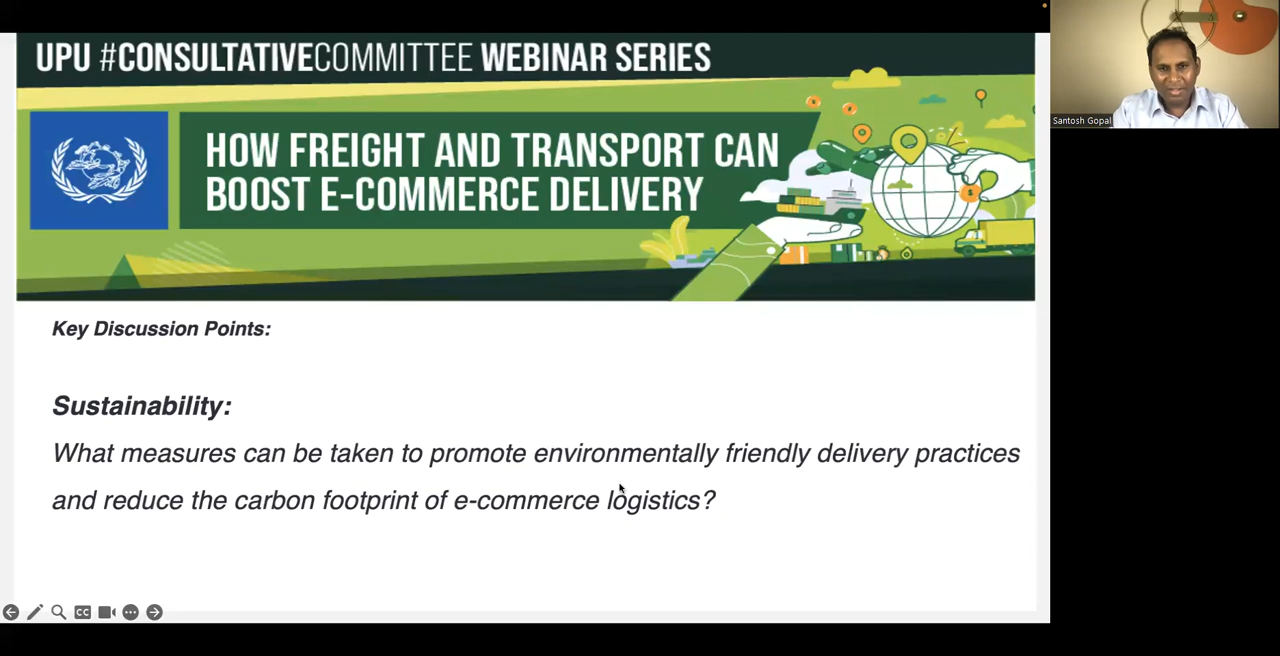 UPU #CONSULTATIVECOMMITTEE WEBINAR SERIES
HOW FREIGHT AND TRANSPORT CAN
BOOST E-COMMERCE DELIVERY
Santosh Gopal
Key Discussion Points:
Sustainability:
What measures can be taken to promote environmentally friendly delivery practices
and reduce the carbon footprint of e-commerce logistics?
CC